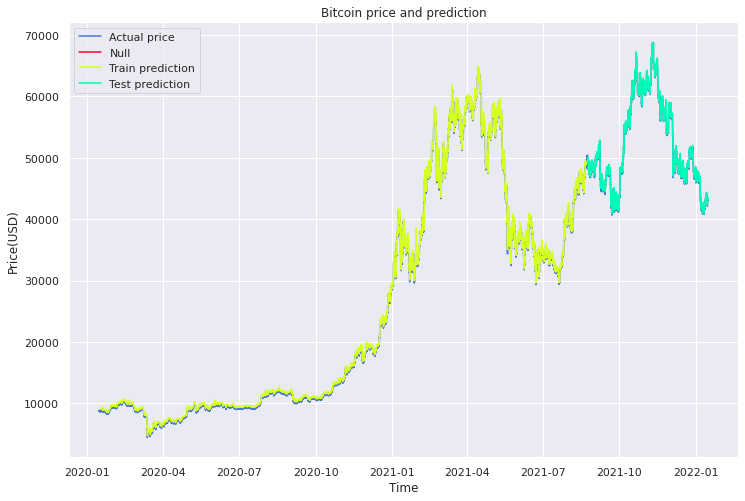 Bitcoin price and prediction
Actual price
Null
Train prediction
Test prediction
Price(USD)
70000
60000
50000
40000
30000
20000
10000
2020-01 2020-04 2020-07 2020-10 2021-01 2021-04 2021-07 2021-10 2022-01
Time